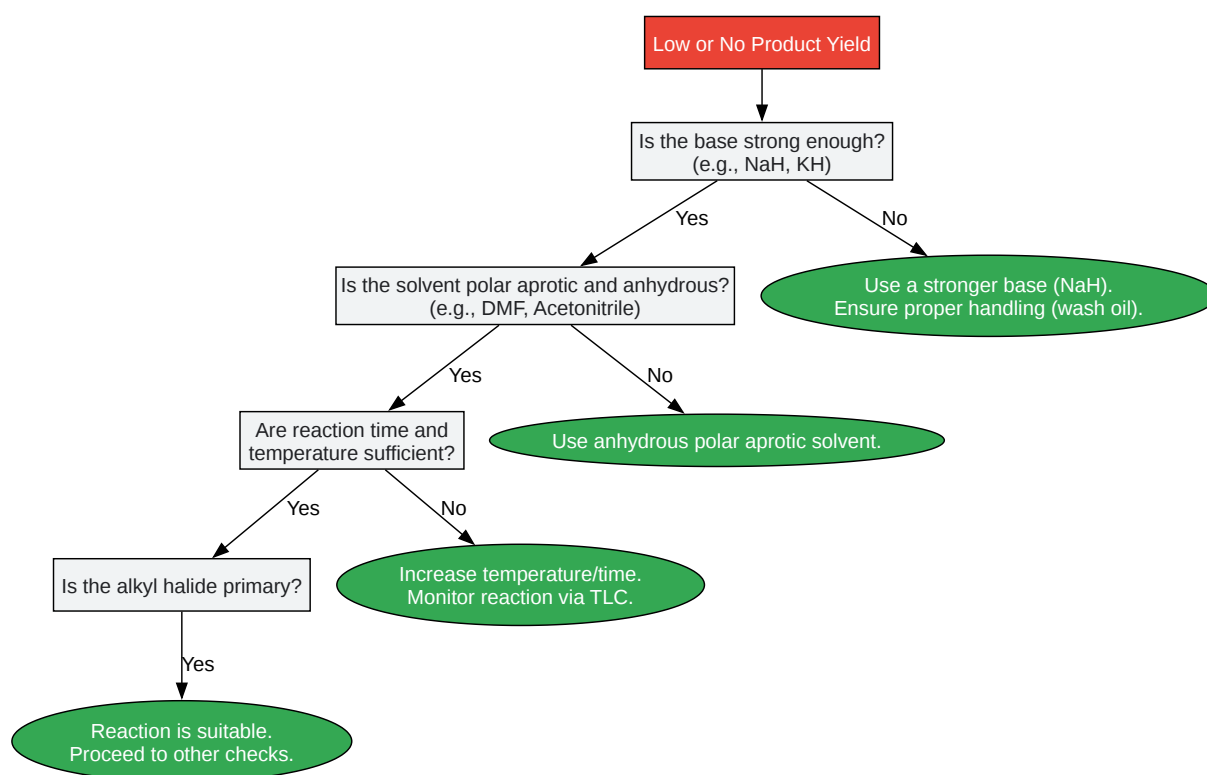 Low or No Product Yield
Is the base strong enough?
(e.g., NaH, KH)
Yes
No
Is the solvent polar aprotic and anhydrous?
(e.g., DMF, Acetonitrile)
Use a stronger base (NaH).
Ensure proper handling (wash oil).
Yes
No
Are reaction time and
temperature sufficient?
Use anhydrous polar aprotic solvent.
Yes
No
Is the alkyl halide primary?
Increase temperature/time.
Monitor reaction via TLC.
Yes
Reaction is suitable.
Proceed to other checks.